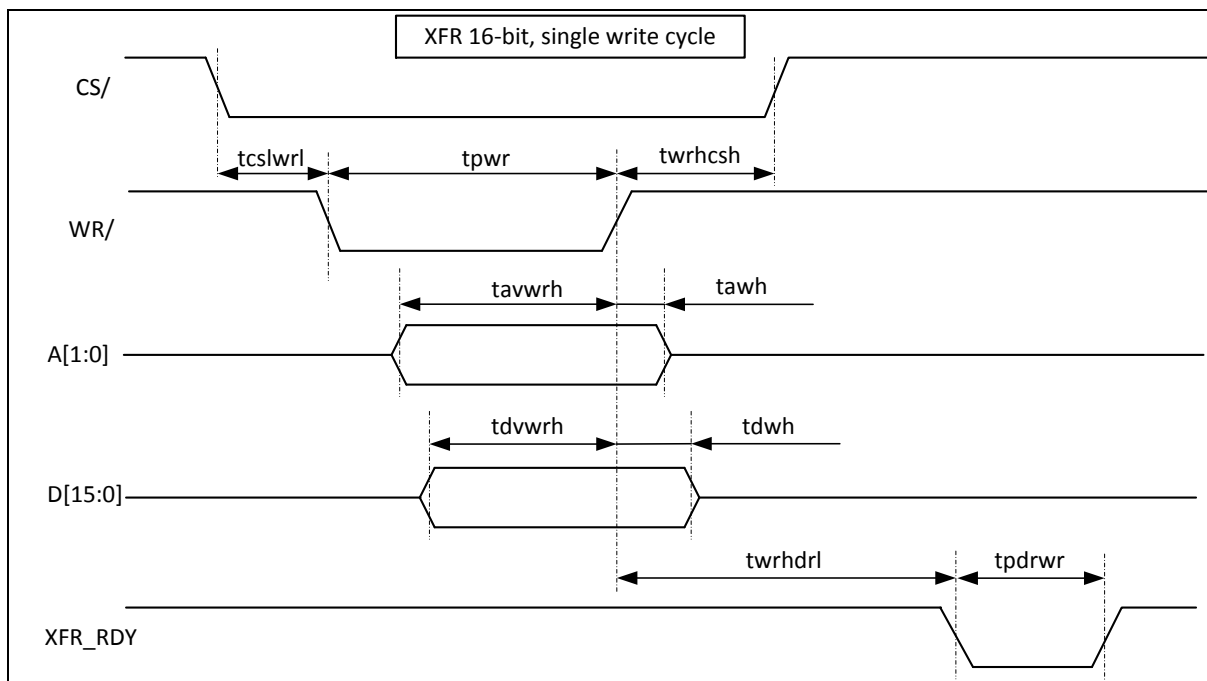 XFR 16-bit, single write cycle
CS/
tcslwrl tpwr twrhcsh
WR/
tavwrh tawh
A[1:0]
tdvwrh tdwh
D[15:0]
twrhdrl tpdrwr
XFR_RDY